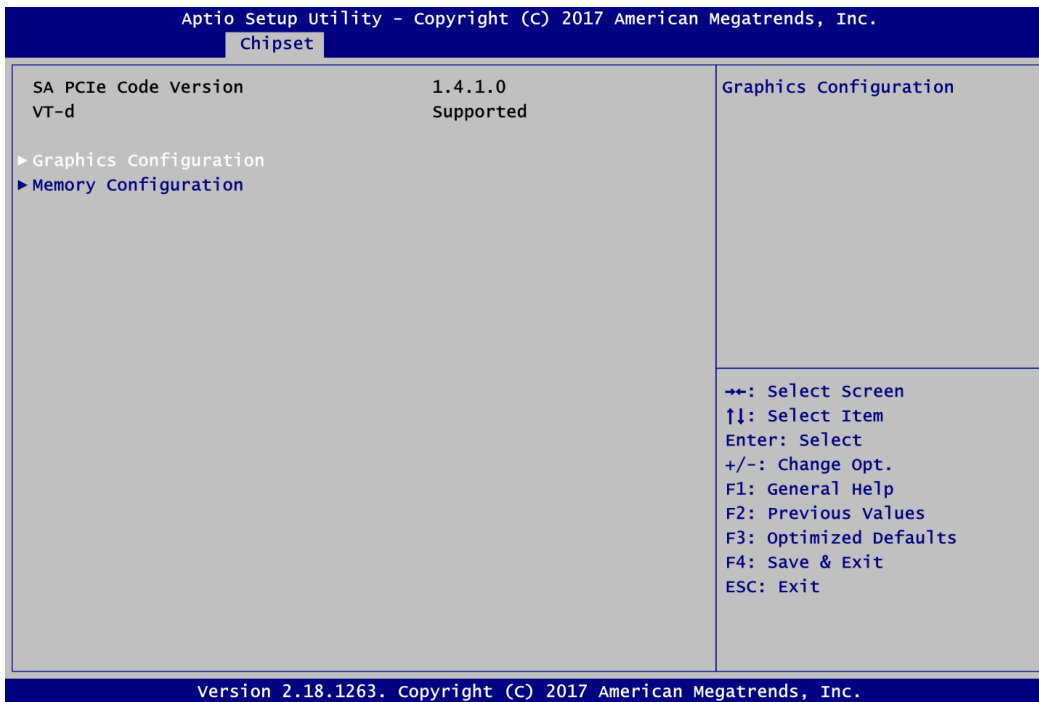 Aptio Setup Utility - Copyright (C) 2017 American Megatrends, Inc.
Chipset
SA PCIe Code Version 1.4.1.0
VT-d Supported
►Graphics Configuration
►Memory Configuration
Graphics Configuration
→←: Select Screen
↑↓: Select Item
Enter: Select
+/-: Change Opt.
F1: General Help
F2: Previous Values
F3: Optimized Defaults
F4: Save & Exit
ESC: Exit
Version 2.18.1263. Copyright (C) 2017 American Megatrends, Inc.